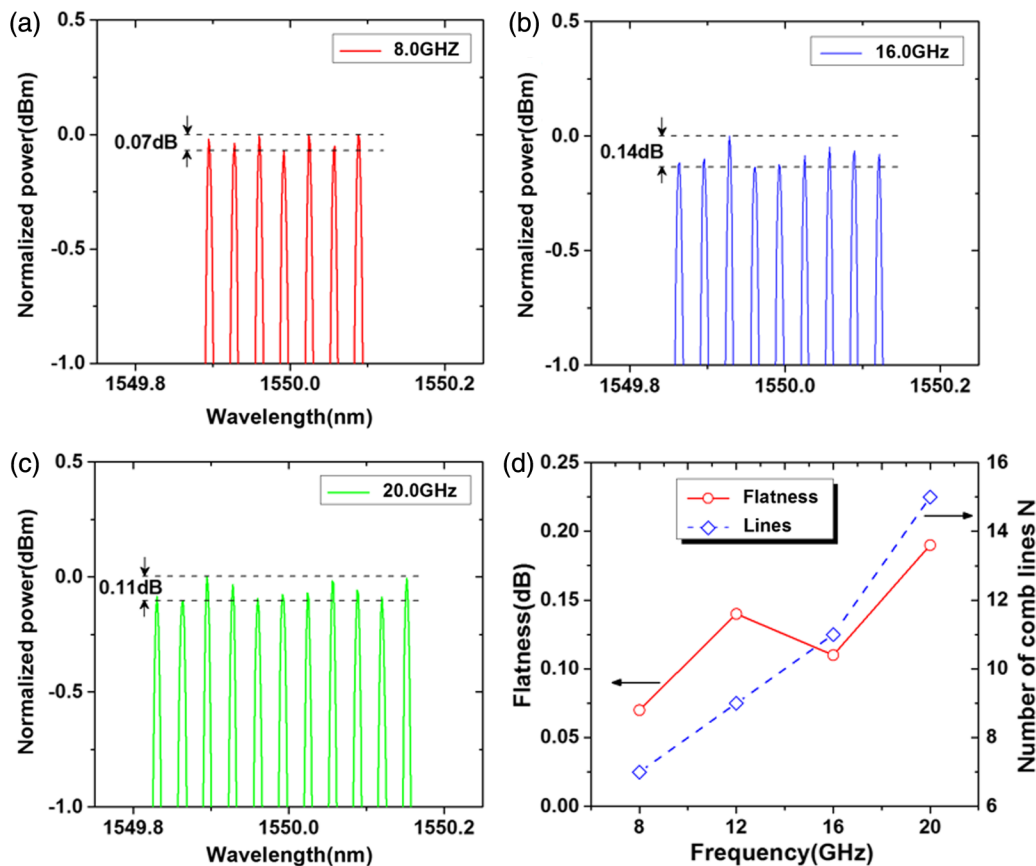 (a)
8.0GHZ
0.5
0.0
-0.5
-1.0
0.07dB
Normalized power(dBm)
1549.8
1550.0
1550.2
Wavelength(nm)
(b)
16.0GHz
0.5
0.0
-0.5
-1.0
0.14dB
Normalized power(dBm)
1549.8
1550.0
1550.2
(c)
20.0GHz
0.5
0.0
-0.5
-1.0
0.11dB
Normalized power(dBm)
1549.8
1550.0
1550.2
Wavelength(nm)
(d)
Flatness
Lines
0.25
0.20
0.15
0.10
0.05
0.00
Flatness(dB)
16
14
12
10
8
6
Number of comb lines N
8
12
16
20
Frequency(GHz)